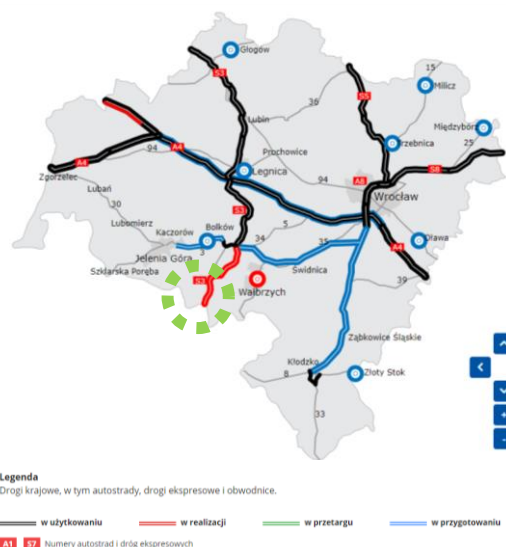 Głogów
15
S3
S5
Milicz
36
Międzybórz
Lubin
Trzebnica
25
94
A4
Prochowice
A4
Legnica
S8
Zgorzelec
94
A8
Lubań
Wrocław
30
S3
Lubomierz
Bolków
5
Kaczorów
34
35
Oława
A4
Jelenia Góra
3
Szklarska Poręba
Świdnica
39
S3
Wałbrzych
Ząbkowice Śląskie
Kłodzko
8
Złoty Stok
33
Legenda
Drogi krajowe, w tym autostrady, drogi ekspresowe i obwodnice.
w użytkowaniu w realizacji w przetargu w przygotowaniu
A1 S7 Numery autostrad i dróg ekspresowych